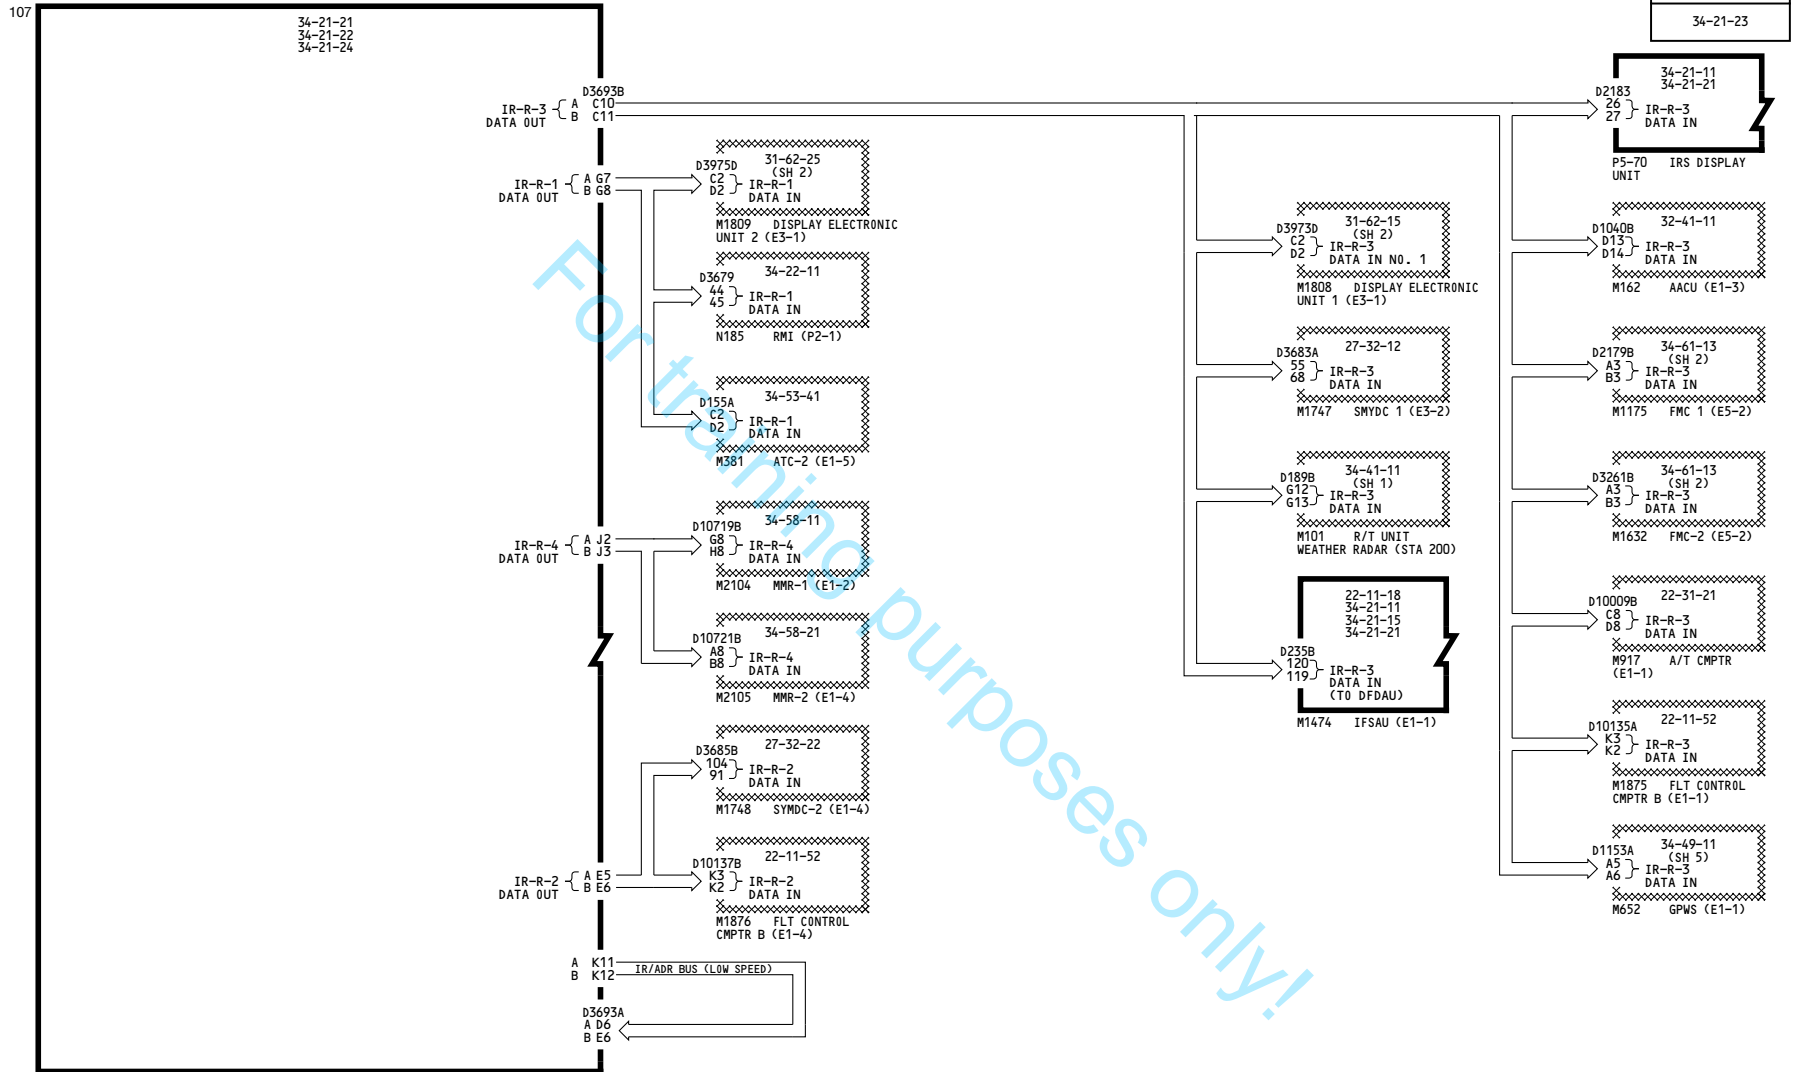 107
34-21-21
34-21-22
34-21-24
34-21-23
D3693B
IR-R-3
DATA OUT
A C10
B C11
IR-R-1
DATA OUT
A G7
B G8
D3975D
C2
D2
31-62-25
(SH 2)
IR-R-1
DATA IN
M1809 DISPLAY ELECTRONIC
UNIT 2 (E3-1)
D3679
44
45
34-22-11
IR-R-1
DATA IN
N185 RMI (P2-1)
D155A
C2
D2
34-53-41
IR-R-1
DATA IN
M381 ATC-2 (E1-5)
IR-R-4
DATA OUT
A J2
B J3
D10719B
G8
H8
34-58-11
IR-R-4
DATA IN
M2104 MMR-1 (E1-2)
D10721B
A8
B8
34-58-21
IR-R-4
DATA IN
M2105 MMR-2 (E1-4)
D3685B
104
91
27-32-22
IR-R-2
DATA IN
M1748 SYMDC-2 (E1-4)
IR-R-2
DATA OUT
A E5
B E6
D10137B
K3
K2
22-11-52
IR-R-2
DATA IN
M1876 FLT CONTROL
CMPTR B (E1-4)
A K11
B K12
IR/ADR BUS (LOW SPEED)
D3693A
A D6
B E6
D3973D
C2
D2
31-62-15
(SH 2)
IR-R-3
DATA IN NO. 1
M1808 DISPLAY ELECTRONIC
UNIT 1 (E3-1)
D3683A
55
68
27-32-12
IR-R-3
DATA IN
M1747 SMYDC 1 (E3-2)
D189B
G12
G13
34-41-11
(SH 1)
IR-R-3
DATA IN
M101 R/T UNIT
WEATHER RADAR (STA 200)
22-11-18
34-21-11
34-21-15
34-21-21
D235B
120
119
IR-R-3
DATA IN
(TO DFDAU)
M1474 IFSAU (E1-1)
34-21-11
34-21-21
D2183
26
27
IR-R-3
DATA IN
P5-70 IRS DISPLAY
UNIT
D1040B
D13
D14
32-41-11
IR-R-3
DATA IN
M162 AACU (E1-3)
D2179B
A3
B3
34-61-13
(SH 2)
IR-R-3
DATA IN
M1175 FMC 1 (E5-2)
D3261B
A3
B3
34-61-13
(SH 2)
IR-R-3
DATA IN
M1632 FMC-2 (E5-2)
D10009B
C8
D8
22-31-21
IR-R-3
DATA IN
M917 A/T CMPTR
(E1-1)
D10135A
K3
K2
22-11-52
IR-R-3
DATA IN
M1875 FLT CONTROL
CMPTR B (E1-1)
D1153A
A5
A6
34-49-11
(SH 5)
IR-R-3
DATA IN
M652 GPWS (E1-1)
For training purposes only!